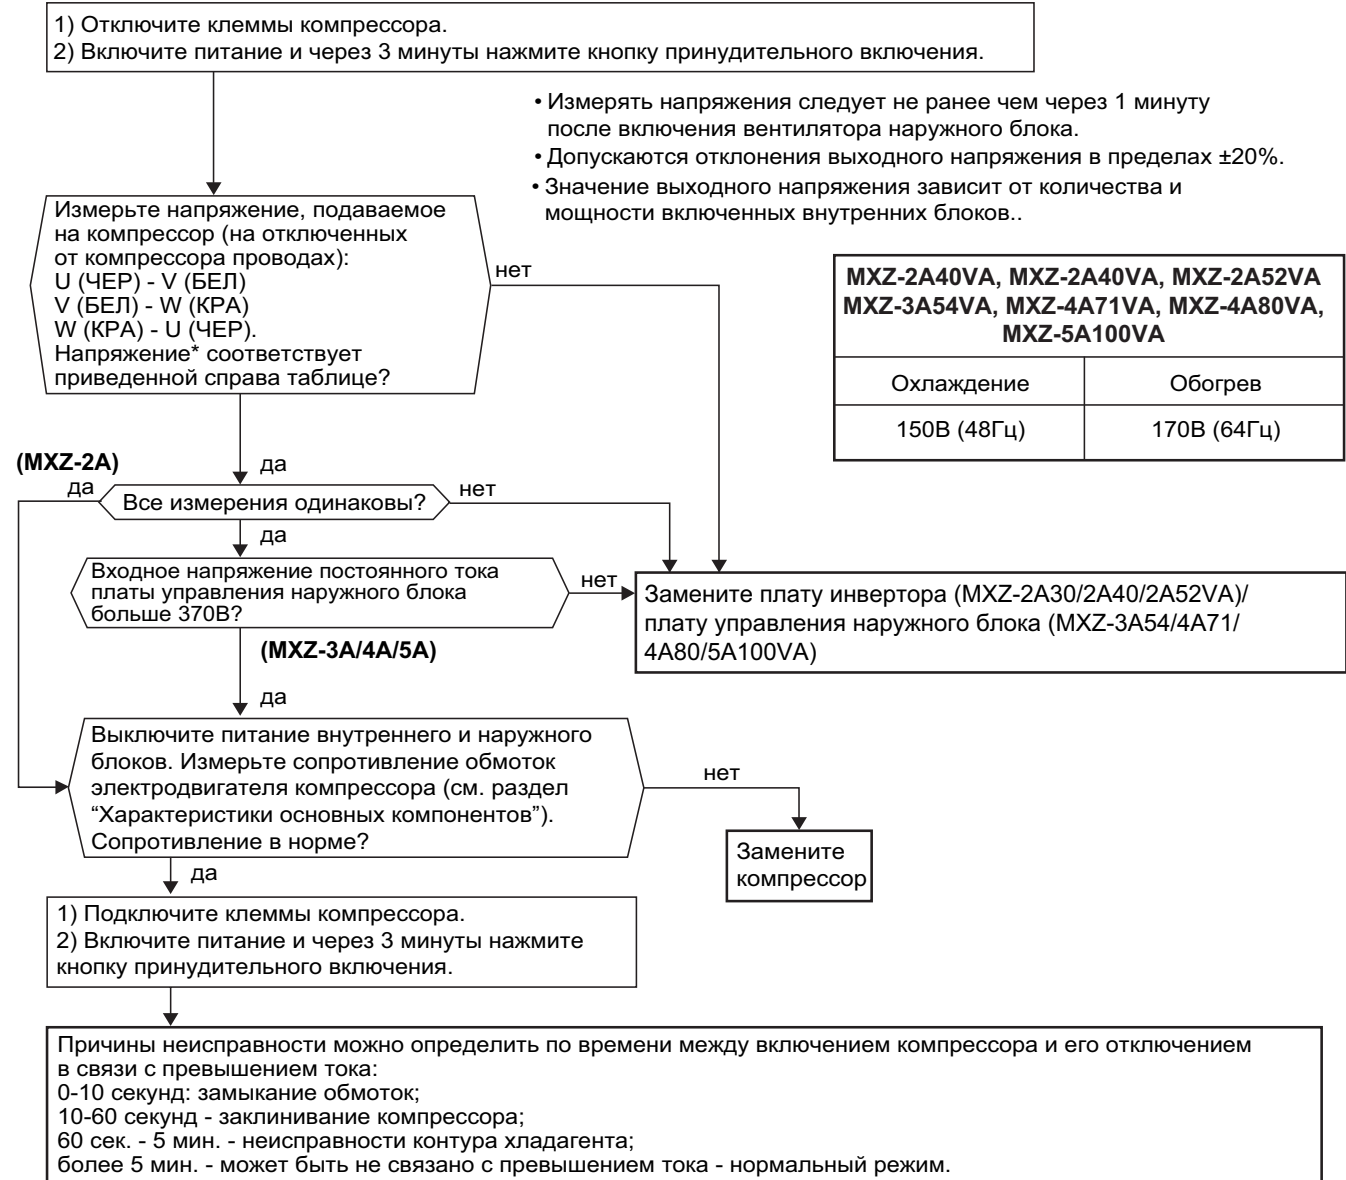 1) Отключите клеммы компрессора.
2) Включите питание и через 3 минуты нажмите кнопку принудительного включения.
• Измерять напряжения следует не ранее чем через 1 минуту
после включения вентилятора наружного блока.
• Допускаются отклонения выходного напряжения в пределах ±20%.
• Значение выходного напряжения зависит от количества и
мощности включенных внутренних блоков..
Измерьте напряжение, подаваемое
на компрессор (на отключенных
от компрессора проводах):
U (ЧЕР) - V (БЕЛ)
V (БЕЛ) - W (КРА)
W (КРА) - U (ЧЕР).
Напряжение* соответствует
приведенной справа таблице?
нет
MXZ-2A40VA, MXZ-2A40VA, MXZ-2A52VA
MXZ-3A54VA, MXZ-4A71VA, MXZ-4A80VA,
MXZ-5A100VA
Охлаждение
Обогрев
150В (48Гц)
170В (64Гц)
(MXZ-2A)
да
да
Все измерения одинаковы?
нет
да
Входное напряжение постоянного тока
платы управления наружного блока
больше 370В?
нет
Замените плату инвертора (MXZ-2A30/2A40/2A52VA)/
плату управления наружного блока (MXZ-3A54/4A71/
4A80/5A100VA)
(MXZ-3A/4A/5A)
да
Выключите питание внутреннего и наружного
блоков. Измерьте сопротивление обмоток
электродвигателя компрессора (см. раздел
“Характеристики основных компонентов”).
Сопротивление в норме?
нет
Замените
компрессор
да
1) Подключите клеммы компрессора.
2) Включите питание и через 3 минуты нажмите
кнопку принудительного включения.
Причины неисправности можно определить по времени между включением компрессора и его отключением
в связи с превышением тока:
0-10 секунд: замыкание обмоток;
10-60 секунд - заклинивание компрессора;
60 сек. - 5 мин. - неисправности контура хладагента;
более 5 мин. - может быть не связано с превышением тока - нормальный режим.